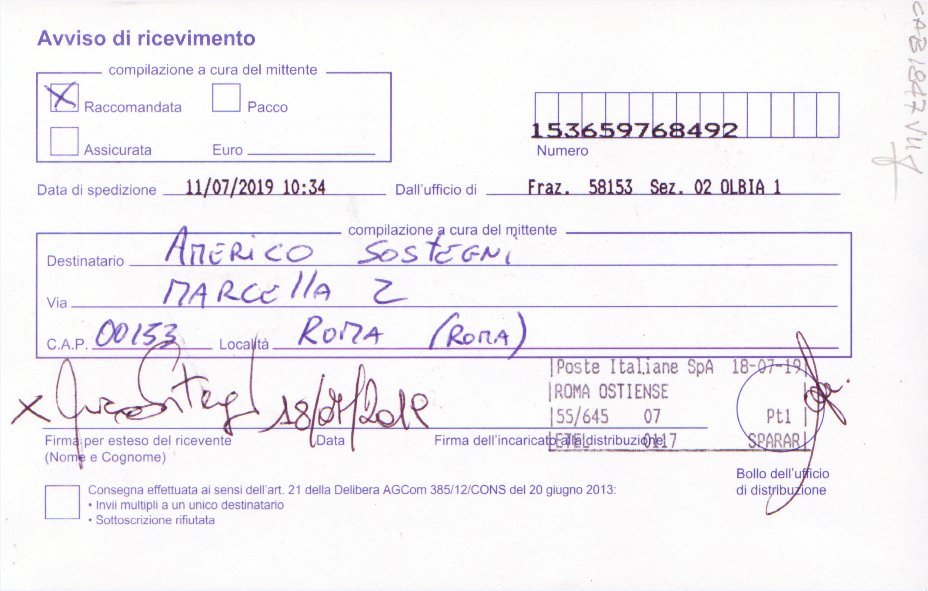 Avviso di ricevimento
compilazione a cura del mittente
X Raccomandata Pacco
Assicurata Euro
153659768492
Numero
Data di spedizione 11/07/2019 10:34 Dall'ufficio di Fraz. 58153 Sez. 02 OLBIA 1
compilazione a cura del mittente
Destinatario AMERICO SOSTEGNI
Via MARCELLA 2
C.A.P. 00153 Località ROMA (ROMA)
Poste Italiane SpA 18-07-19
ROMA OSTIENSE
55/645 07 Pt1
0117 SPARAR
X 18/07/2019
Firma per esteso del ricevente Data Firma dell'incaricato alla distribuzione
(Nome e Cognome)
Bollo dell'ufficio
di distribuzione
Consegna effettuata ai sensi dell'art. 21 della Delibera AGCom 385/12/CONS del 20 giugno 2013:
• Invii multipli a un unico destinatario
• Sottoscrizione rifiutata